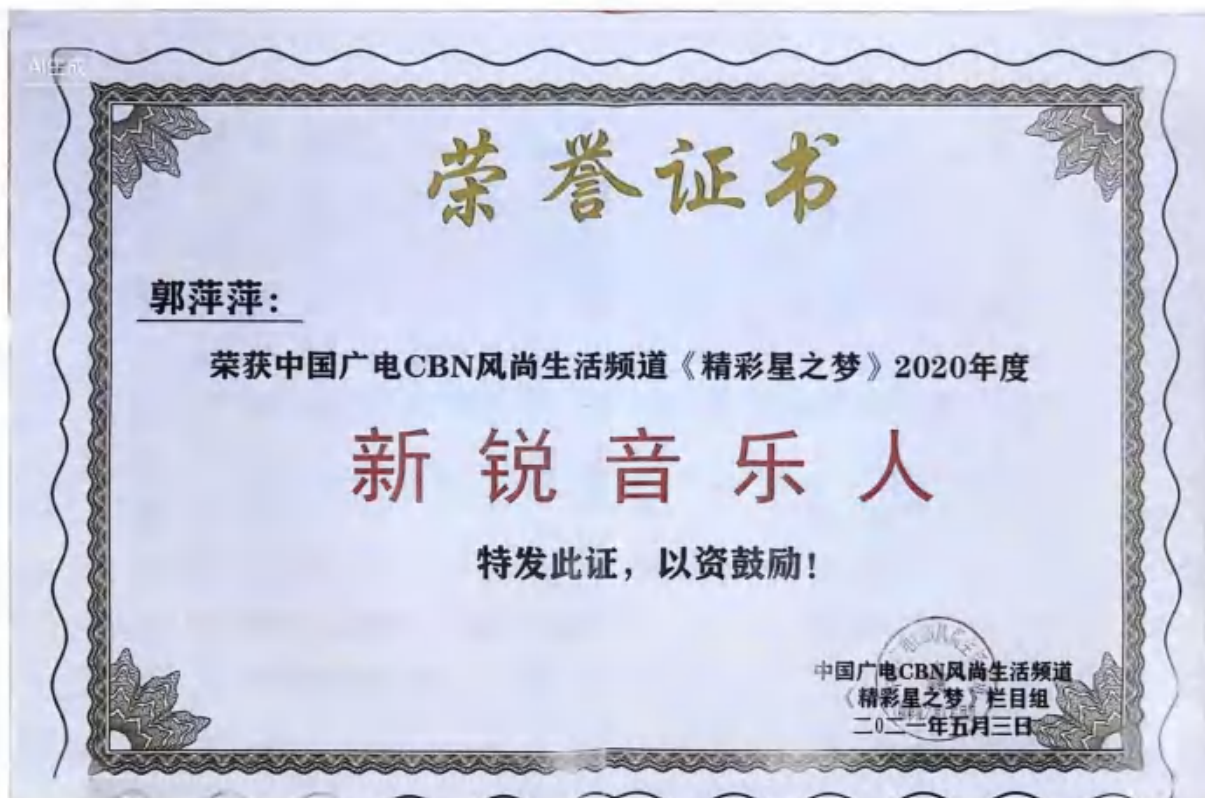 AI生成
荣誉证书
郭萍萍：
荣获中国广电CBN风尚生活频道《精彩星之梦》2020年度
新锐音乐人
特发此证，以资鼓励！
中国广电CBN风尚生活频道
《精彩星之梦》栏目组
二0二一年五月三日